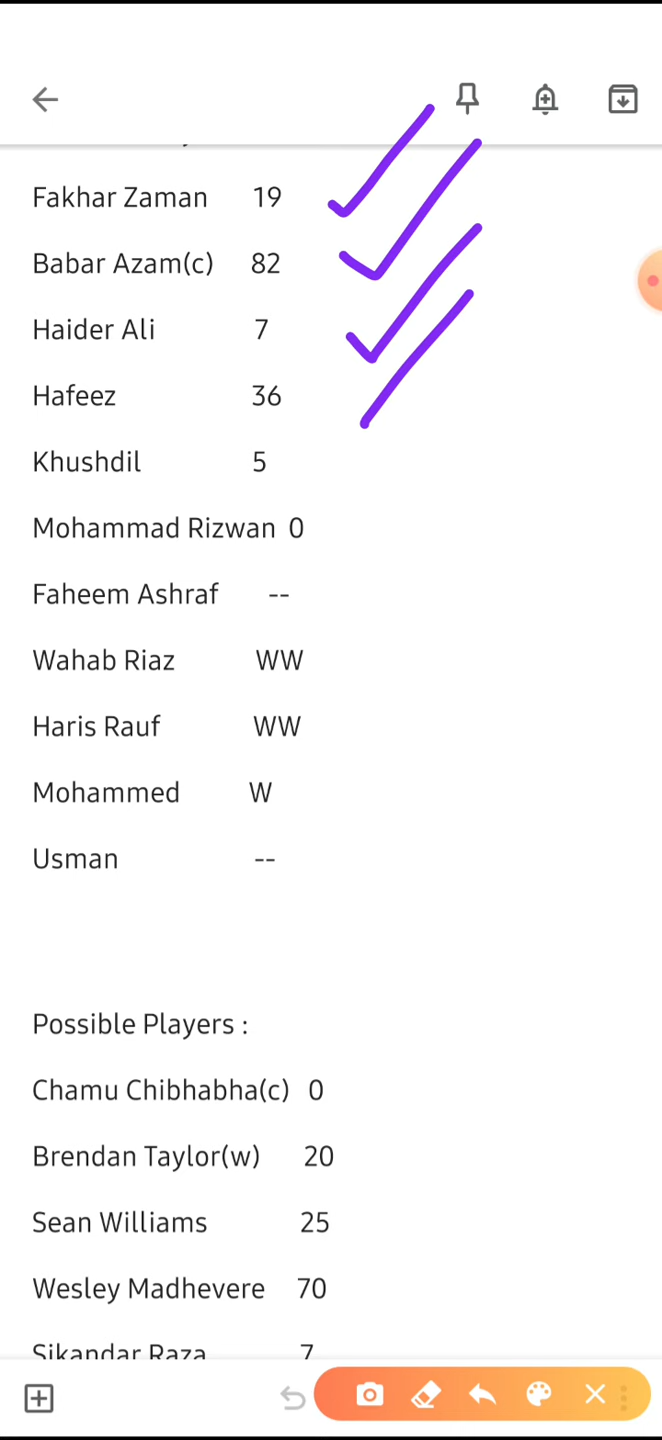 Fakhar Zaman 19
Babar Azam(c) 82
Haider Ali 7
Hafeez 36
Khushdil 5
Mohammad Rizwan 0
Faheem Ashraf --
Wahab Riaz WW
Haris Rauf WW
Mohammed W
Usman --
Possible Players :
Chamu Chibhabha(c) 0
Brendan Taylor(w) 20
Sean Williams 25
Wesley Madhevere 70
Sikandar Raza 7